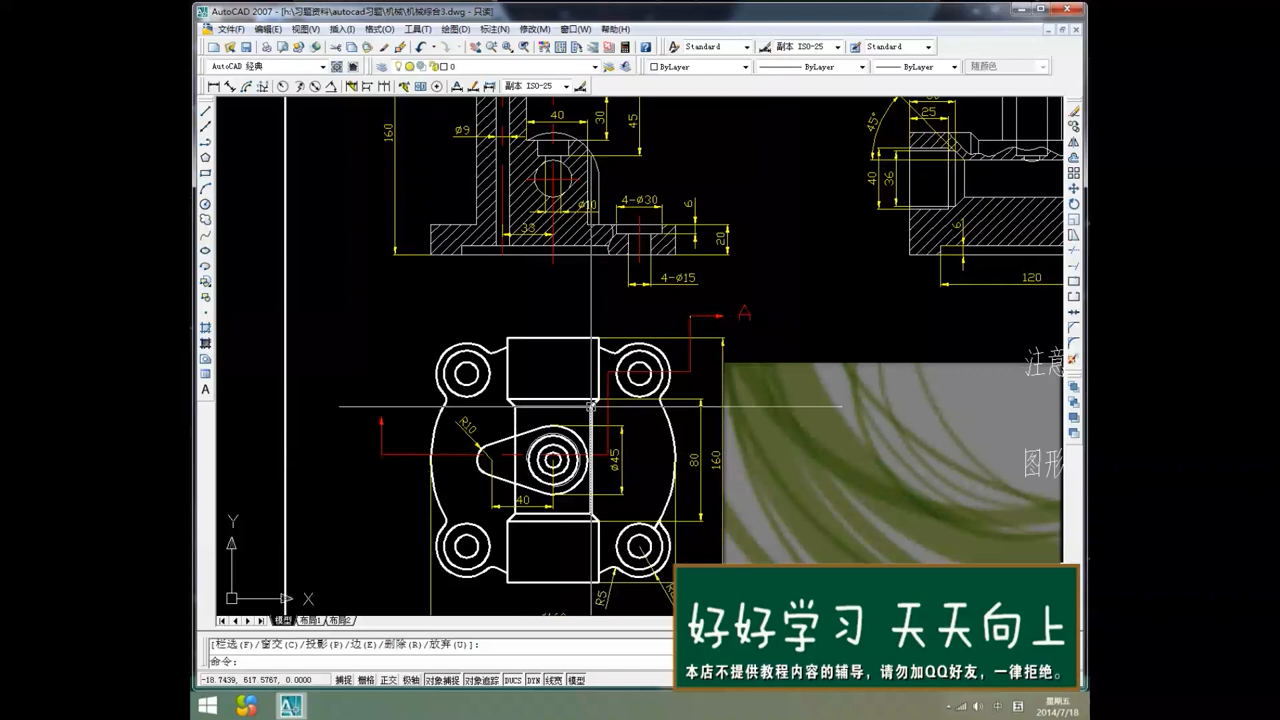 AutoCAD 2007 - [h:\习题资料\autocad习题\机械\机械综合3.dwg - 只读]
文件(F) 编辑(E) 视图(V) 插入(I) 格式(O) 工具(T) 绘图(D) 标注(N) 修改(M) 窗口(W) 帮助(H)
Standard 副本 ISO-25 Standard
AutoCAD 经典 0 ByLayer ByLayer ByLayer 随颜色
副本 ISO-25
40 30 45 25 45°
160 ø9
40 36
ø10 4-ø30 6
33 20 6
4-ø15 120
A
注意
R10
ø45 80 160
图形
40
R5
Y
X
模型 布局1 布局2
[栏选(F)/窗交(C)/投影(P)/边(E)/删除(R)/放弃(U)]:
命令:
-18.7439, 617.5767, 0.0000 捕捉 栅格 正交 极轴 对象捕捉 对象追踪 DUCS DYN 线宽 模型
好好学习 天天向上
本店不提供教程内容的辅导，请勿加QQ好友，一律拒绝。
中 五
星期五
2014/7/18